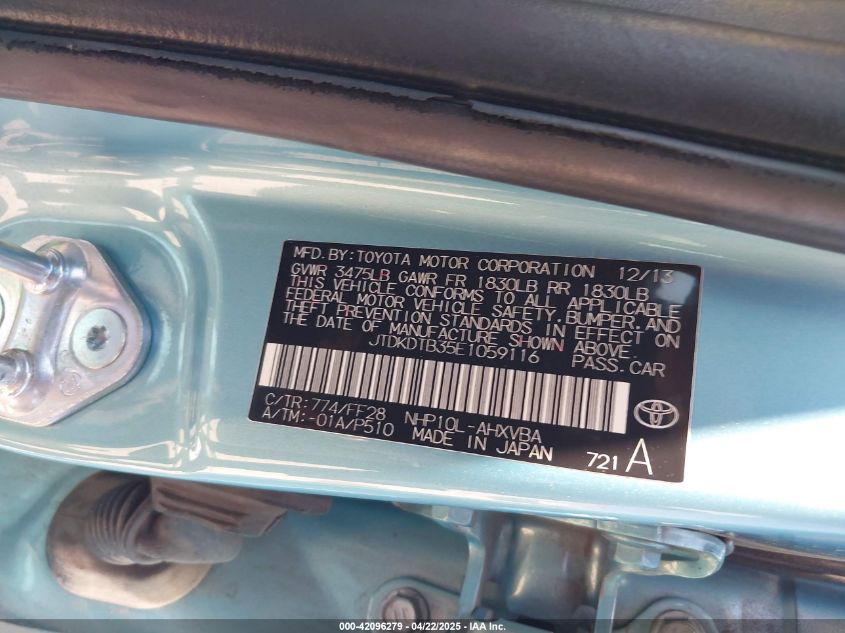 MFD. BY: TOYOTA MOTOR CORPORATION 12/13
GVWR 3475LB GAWR FR 1830LB RR 1830LB
THIS VEHICLE CONFORMS TO ALL APPLICABLE
FEDERAL MOTOR VEHICLE SAFETY, BUMPER, AND
THEFT PREVENTION STANDARDS IN EFFECT ON
THE DATE OF MANUFACTURE SHOWN ABOVE.
JTDKDTB35E1059116 PASS. CAR
C/TR: 774/FF28 NHP10L-AHXVBA
A/TM: -01A/P510 MADE IN JAPAN
721 A
000-42096279 - 04/22/2025 - IAA Inc.